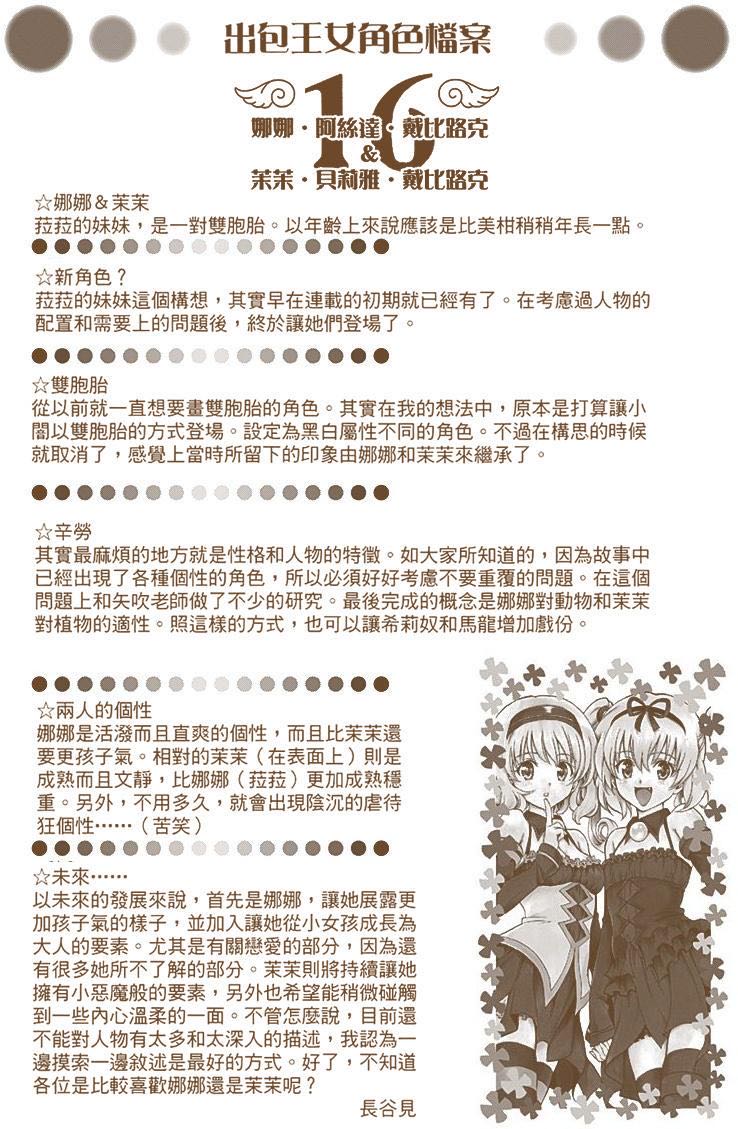 出包王女角色檔案
16
娜娜・阿絲達・戴比路克
&
茉茉・貝莉雅・戴比路克
☆娜娜＆茉茉
菈菈的妹妹，是一對雙胞胎。以年齡上來說應該是比美柑稍稍年長一點。
☆新角色？
菈菈的妹妹這個構想，其實早在連載的初期就已經有了。在考慮過人物的
配置和需要上的問題後，終於讓她們登場了。
☆雙胞胎
從以前就一直想要畫雙胞胎的角色。其實在我的想法中，原本是打算讓小
闇以雙胞胎的方式登場。設定為黑白屬性不同的角色。不過在構思的時候
就取消了，感覺上當時所留下的印象由娜娜和茉茉來繼承了。
☆辛勞
其實最麻煩的地方就是性格和人物的特徵。如大家所知道的，因為故事中
已經出現了各種個性的角色，所以必須好好考慮不要重覆的問題。在這個
問題上和矢吹老師做了不少的研究。最後完成的概念是娜娜對動物和茉茉
對植物的適性。照這樣的方式，也可以讓希莉奴和馬龍增加戲份。
☆兩人的個性
娜娜是活潑而且直爽的個性，而且比茉茉還
要更孩子氣。相對的茉茉（在表面上）則是
成熟而且文靜，比娜娜（菈菈）更加成熟穩
重。另外，不用多久，就會出現陰沉的虐待
狂個性……（苦笑）
☆未來……
以未來的發展來說，首先是娜娜，讓她展露更
加孩子氣的樣子，並加入讓她從小女孩成長為
大人的要素。尤其是有關戀愛的部分，因為還
有很多她所不了解的部分。茉茉則將持續讓她
擁有小惡魔般的要素，另外也希望能稍微碰觸
到一些內心溫柔的一面。不管怎麼說，目前還
不能對人物有太多和太深入的描述，我認為一
邊摸索一邊敘述是最好的方式。好了，不知道
各位是比較喜歡娜娜還是茉茉呢？
長谷見